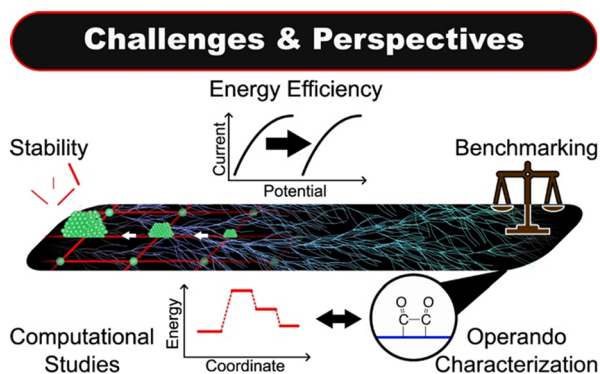 Challenges & Perspectives
Energy Efficiency
Current
Potential
Stability
Benchmarking
Energy
Coordinate
O O
C-C
Computational
Studies
Operando
Characterization